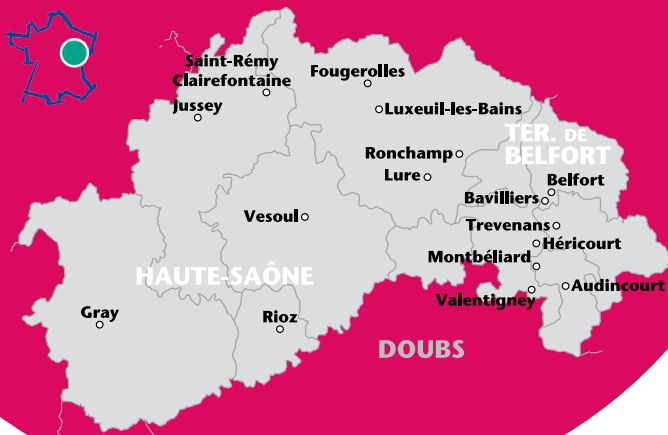 Saint-Rémy
Clairefontaine
Fougerolles
Jussey
Luxeuil-les-Bains
TER. DE
BELFORT
Ronchamp
Lure
Belfort
Bavilliers
Vesoul
Trevenans
Héricourt
Montbéliard
HAUTE-SAÔNE
Audincourt
Valentigney
Gray
Rioz
DOUBS